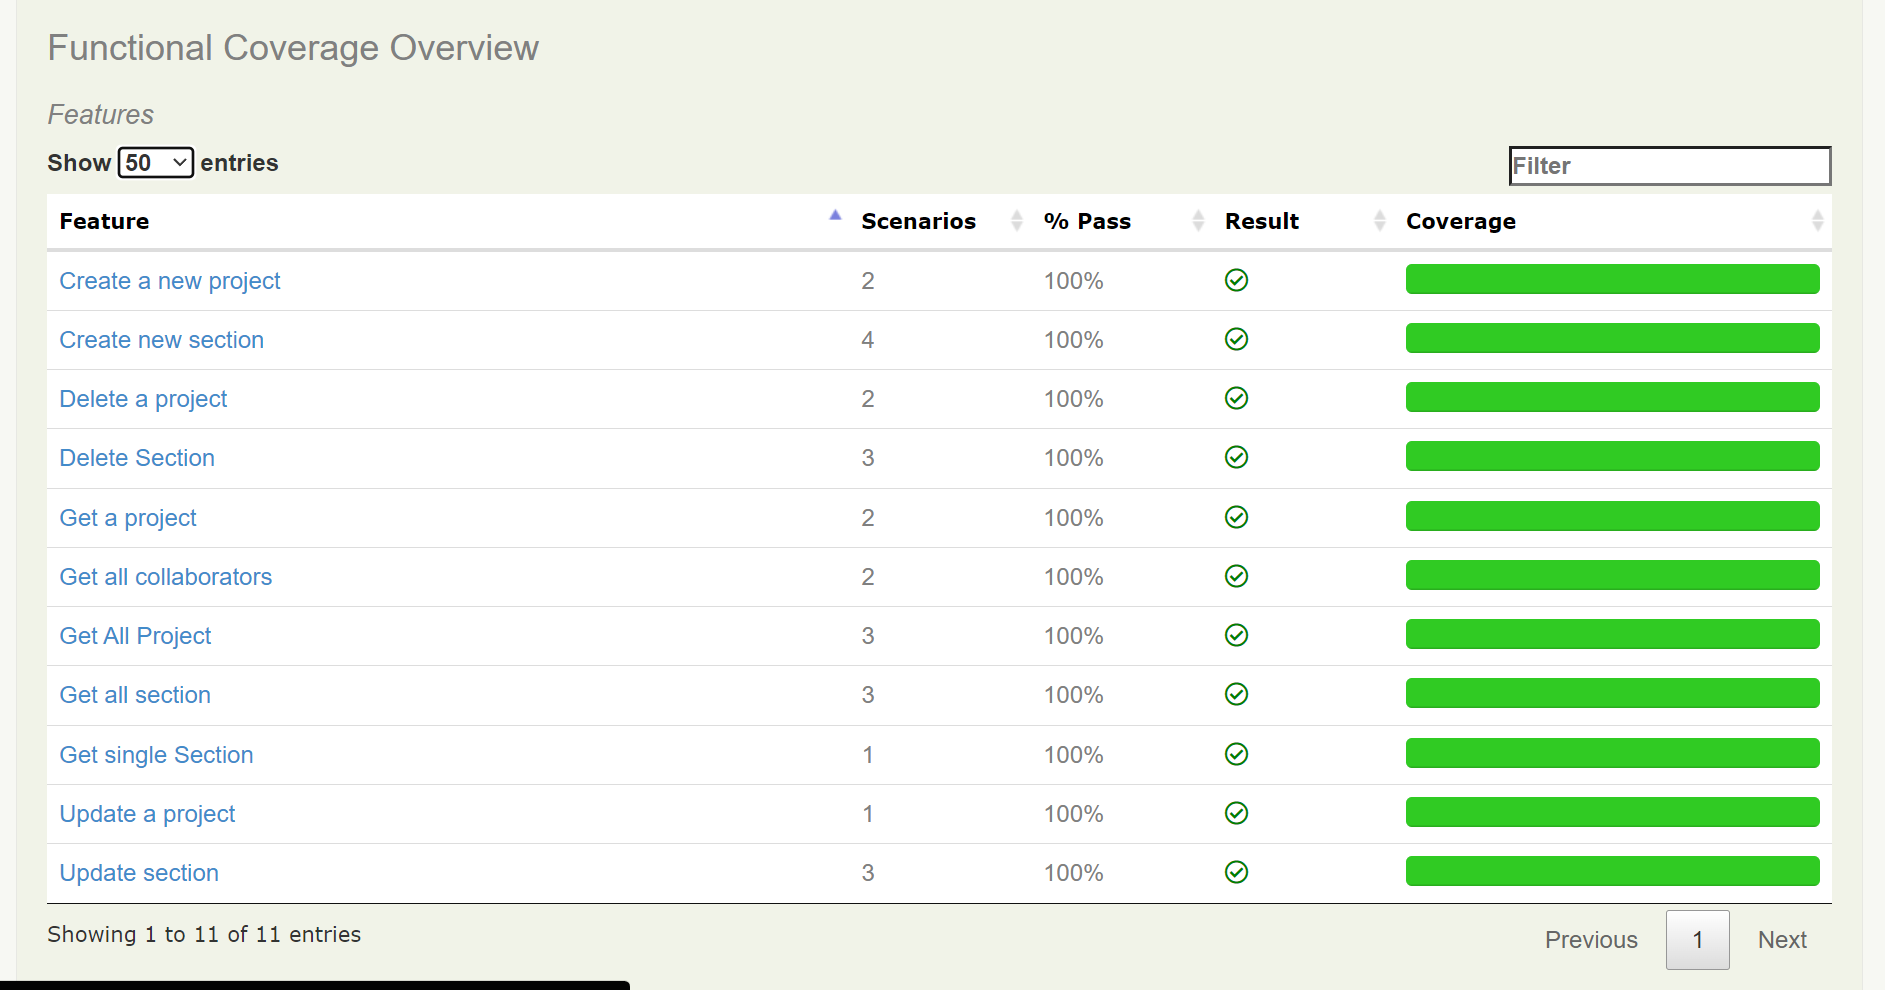 Functional Coverage Overview
Features
Show 50 entries
Filter
Feature Scenarios % Pass Result Coverage
Create a new project 2 100%
Create new section 4 100%
Delete a project 2 100%
Delete Section 3 100%
Get a project 2 100%
Get all collaborators 2 100%
Get All Project 3 100%
Get all section 3 100%
Get single Section 1 100%
Update a project 1 100%
Update section 3 100%
Showing 1 to 11 of 11 entries
Previous 1 Next